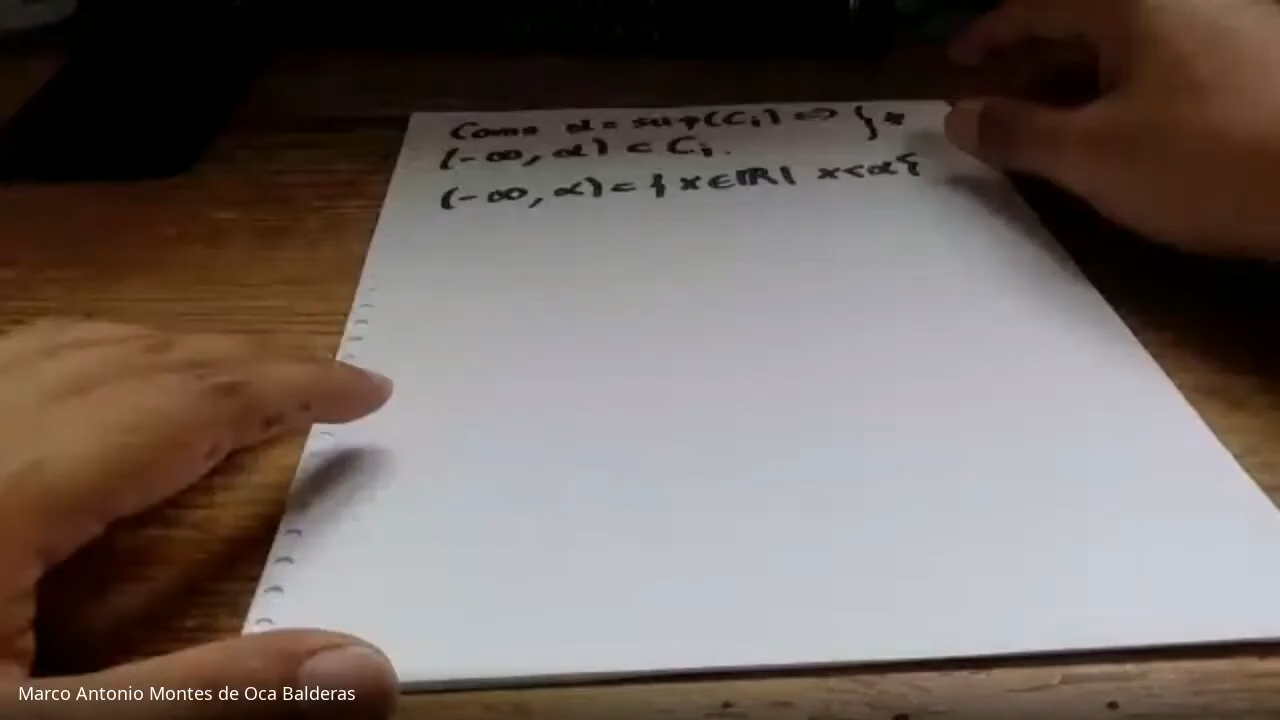 Como α = sup(Ci) ⇒ } *
(-∞, α) ⊂ Ci.
(-∞, α) = { x ∈ ℝ | x < α }
Marco Antonio Montes de Oca Balderas